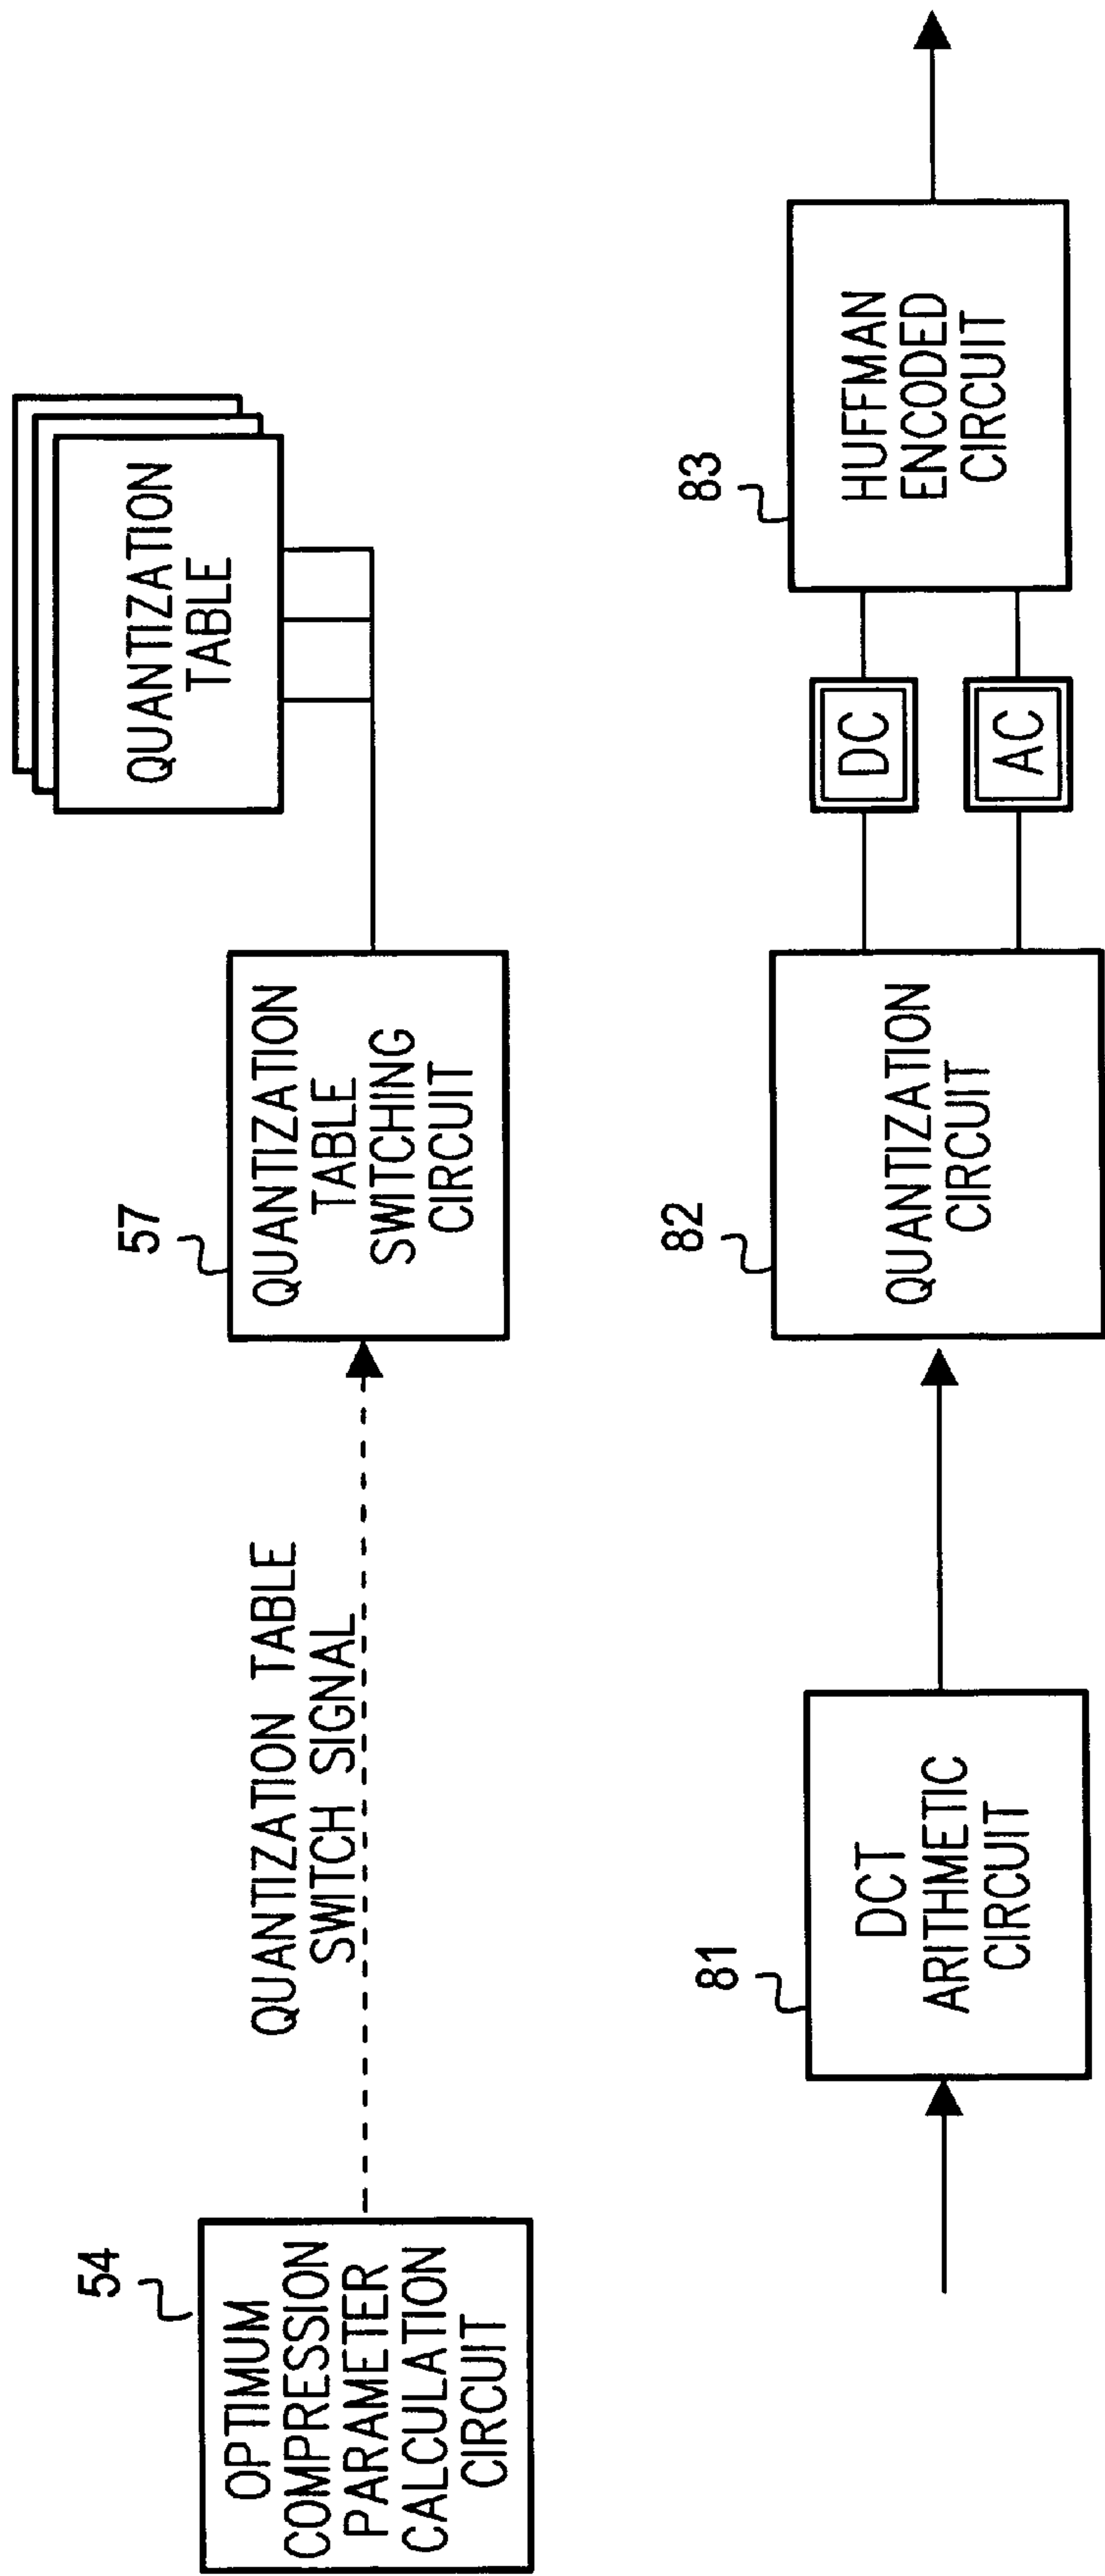 54
OPTIMUM
COMPRESSION
PARAMETER
CALCULATION
CIRCUIT
QUANTIZATION TABLE
SWITCH SIGNAL
57
QUANTIZATION
TABLE
SWITCHING
CIRCUIT
QUANTIZATION
TABLE
81
DCT
ARITHMETIC
CIRCUIT
82
QUANTIZATION
CIRCUIT
DC
AC
83
HUFFMAN
ENCODED
CIRCUIT